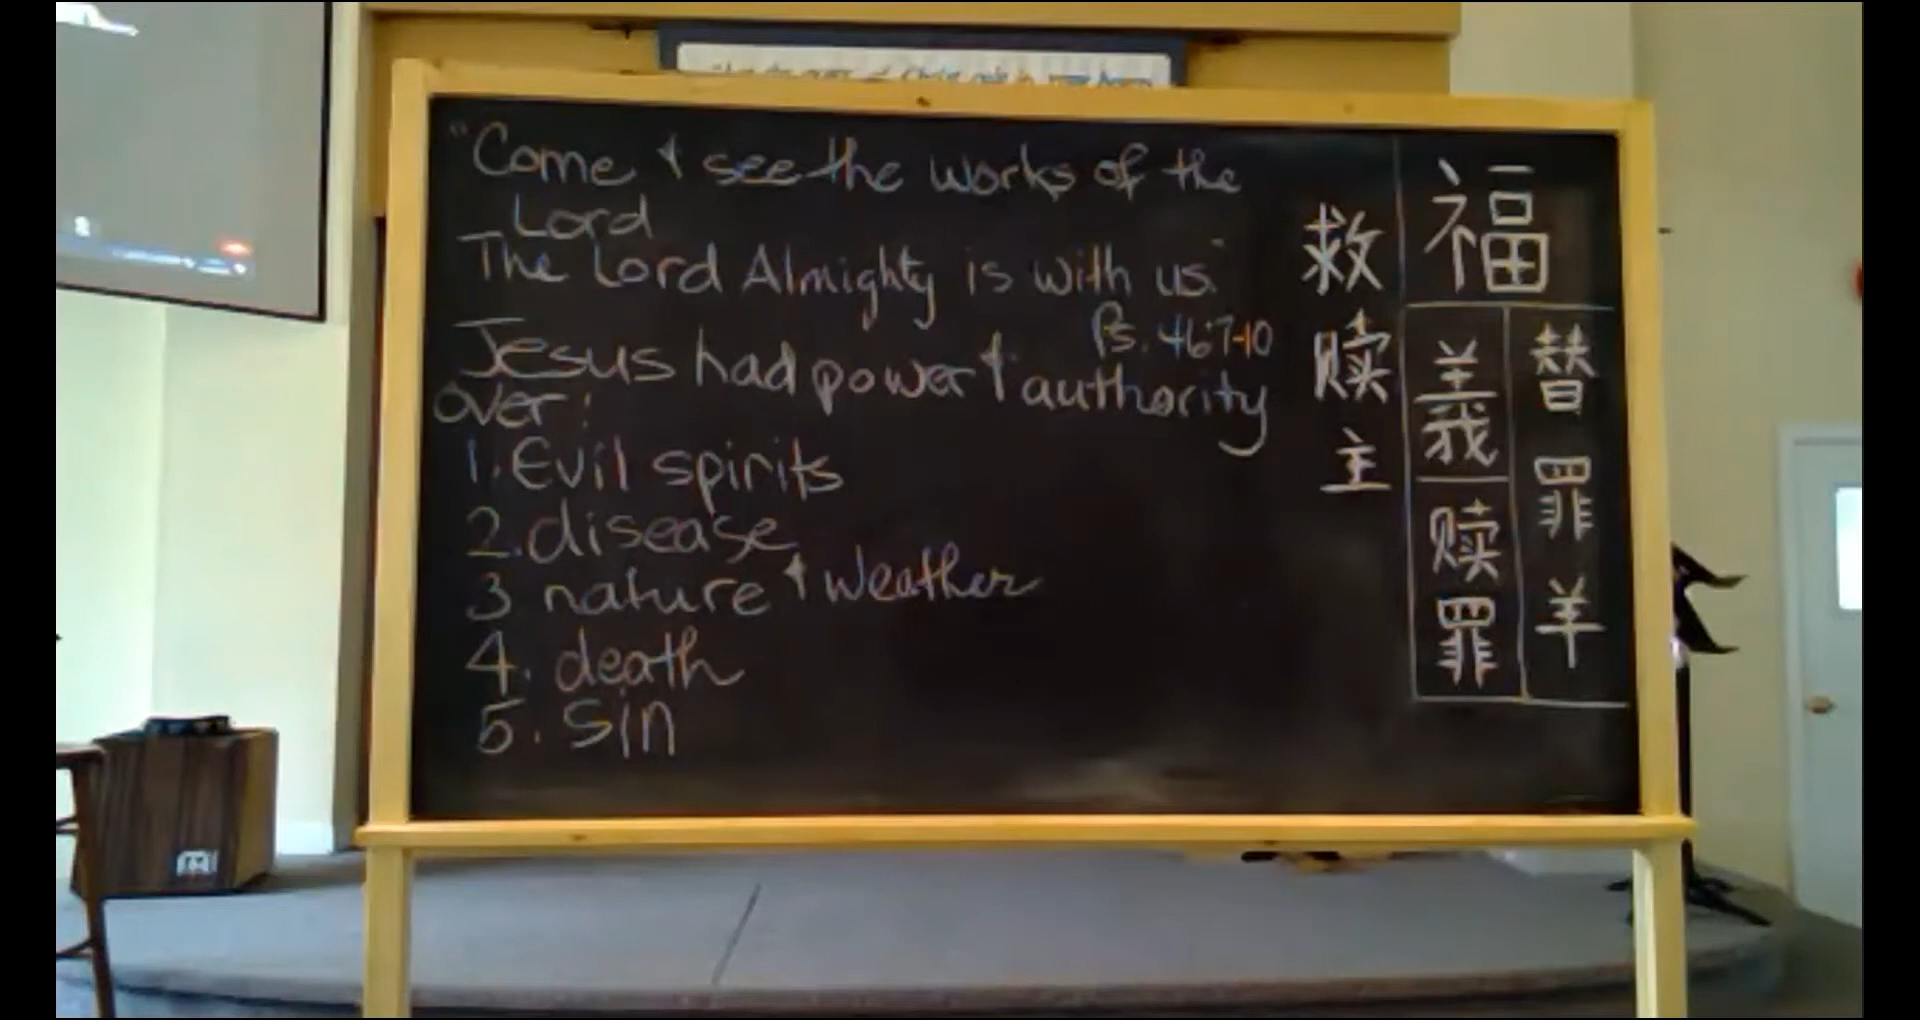 "Come & see the works of the
Lord
The Lord Almighty is with us."
Ps. 46:7-10
Jesus had power & authority
over:
1. Evil spirits
2. disease
3 nature & weather
4. death
5. Sin
救赎主
福
義
赎罪
替罪羊